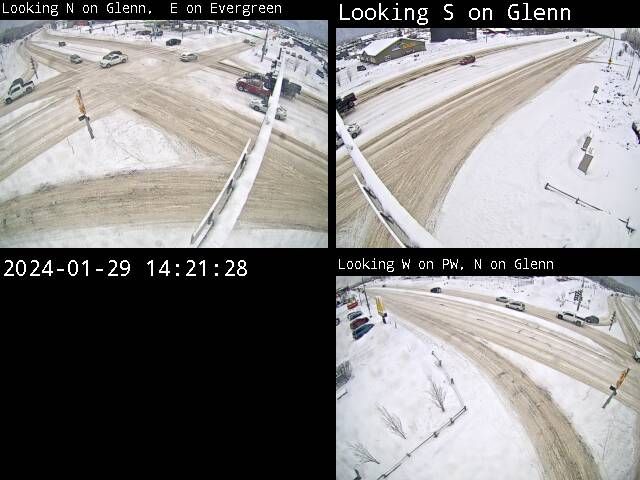 Looking N on Glenn,  E on Evergreen
Looking S on Glenn
2024-01-29 14:21:28
Looking W on PW, N on Glenn